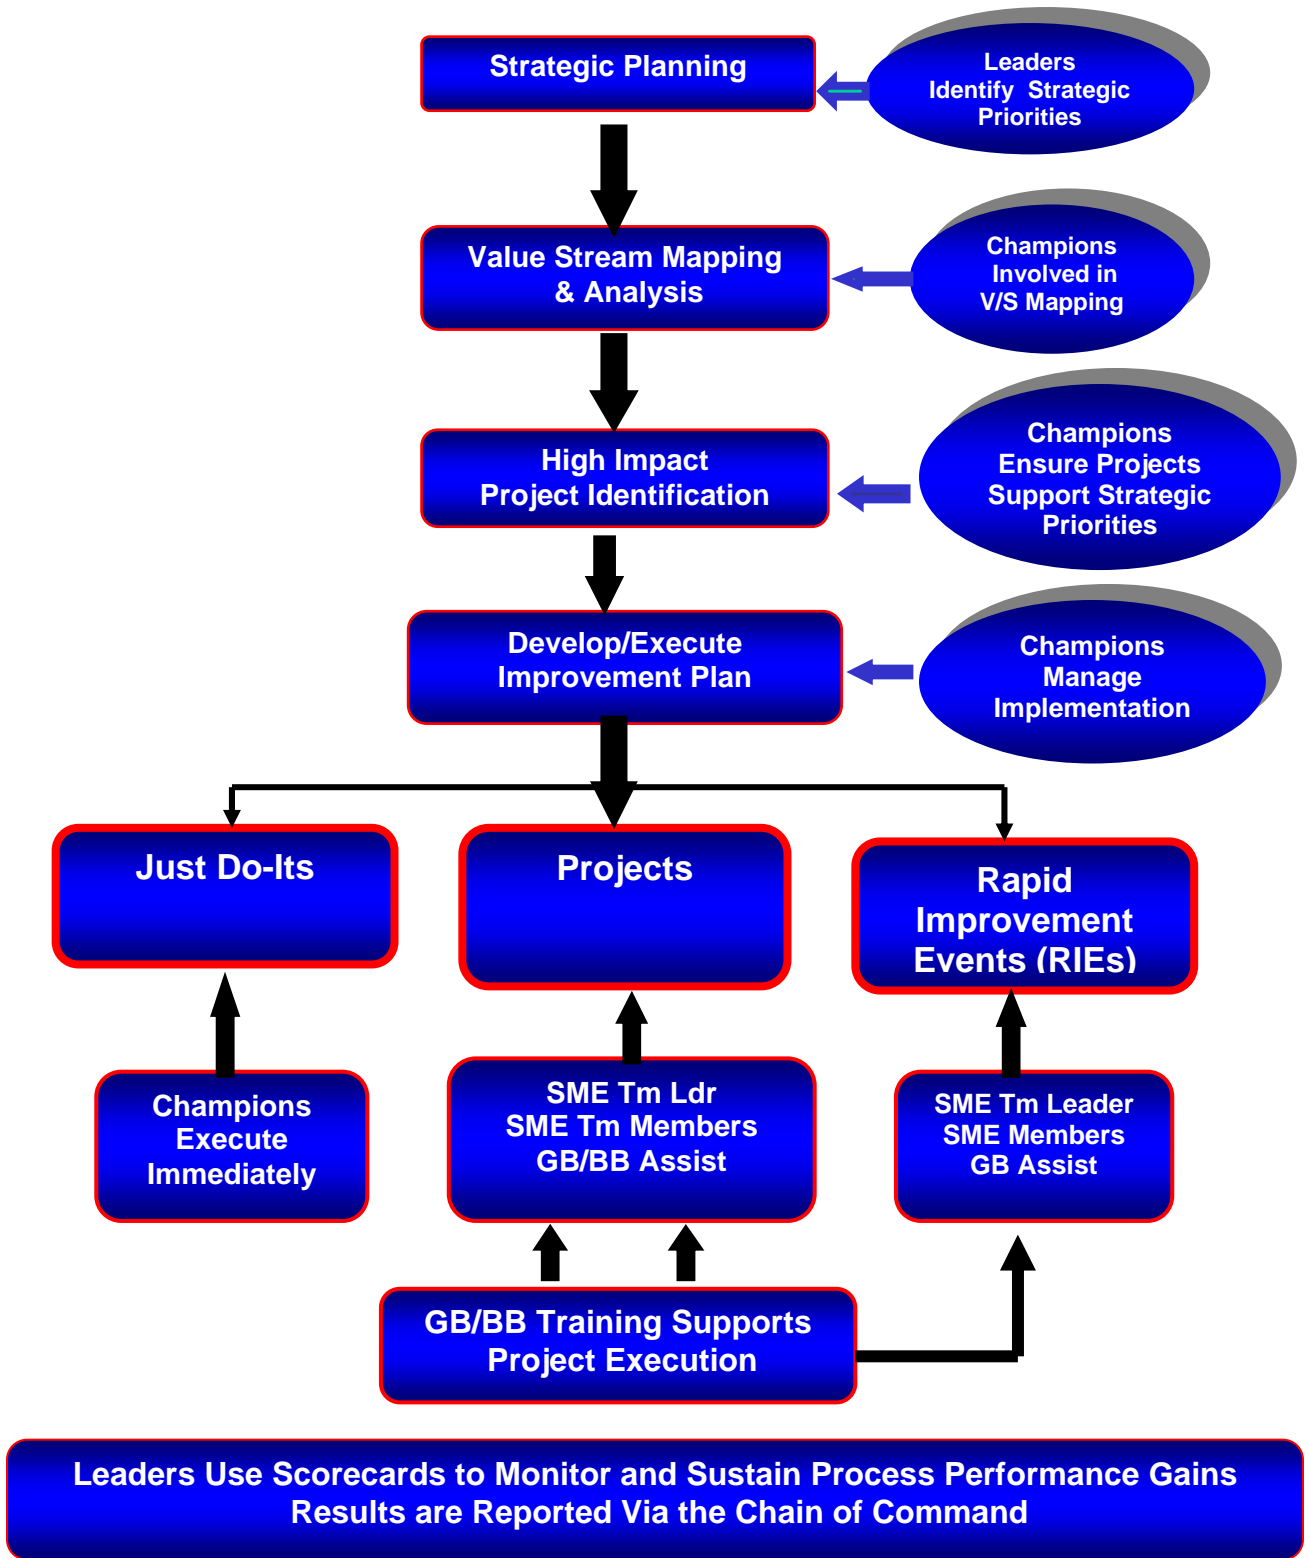 Strategic Planning
Leaders
Identify Strategic
Priorities
Value Stream Mapping
& Analysis
Champions
Involved in
V/S Mapping
High Impact
Project Identification
Champions
Ensure Projects
Support Strategic
Priorities
Develop/Execute
Improvement Plan
Champions
Manage
Implementation
Just Do-Its
Projects
Rapid
Improvement
Events (RIEs)
Champions
Execute
Immediately
SME Tm Ldr
SME Tm Members
GB/BB Assist
SME Tm Leader
SME Members
GB Assist
GB/BB Training Supports
Project Execution
Leaders Use Scorecards to Monitor and Sustain Process Performance Gains
Results are Reported Via the Chain of Command